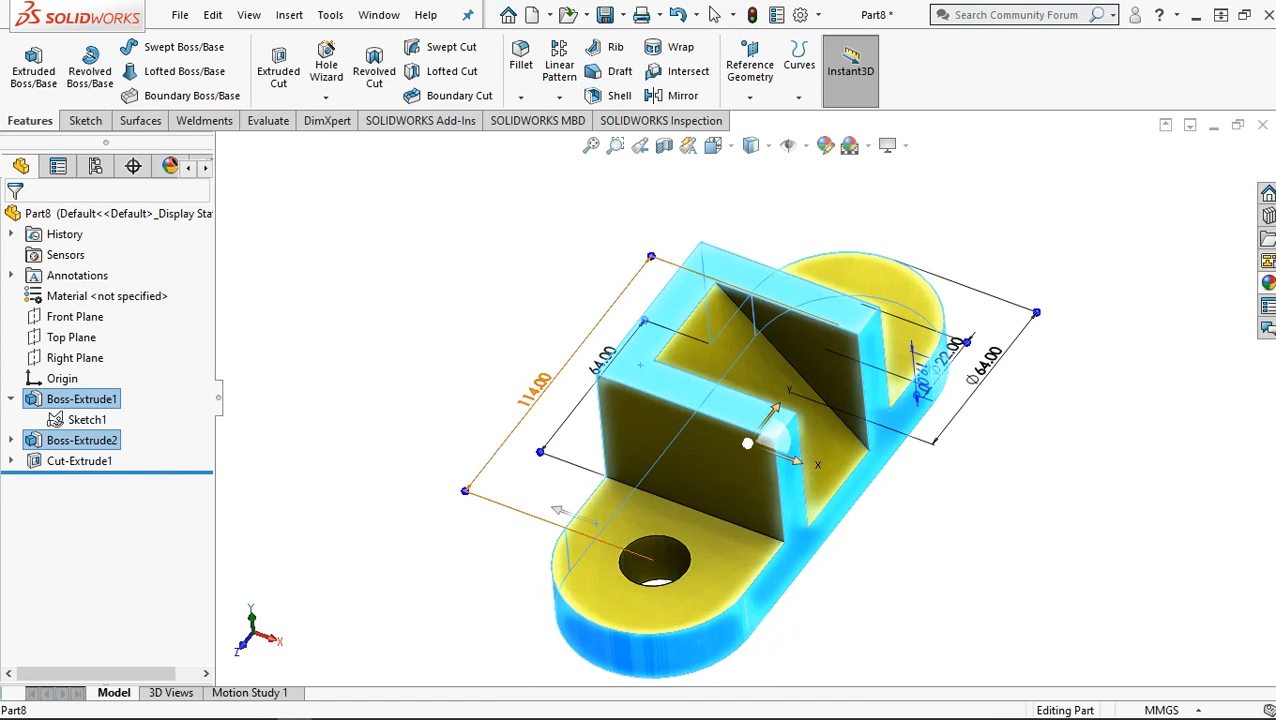 SOLIDWORKS File Edit View Insert Tools Window Help Part8 * Search Community Forum ?
Extruded Boss/Base Revolved Boss/Base Swept Boss/Base Lofted Boss/Base Boundary Boss/Base Extruded Cut Hole Wizard Revolved Cut Swept Cut Lofted Cut Boundary Cut Fillet Linear Pattern Rib Draft Shell Wrap Intersect Mirror Reference Geometry Curves Instant3D
Features Sketch Surfaces Weldments Evaluate DimXpert SOLIDWORKS Add-Ins SOLIDWORKS MBD SOLIDWORKS Inspection
Part8 (Default<<Default>_Display Sta
History
Sensors
Annotations
Material <not specified>
Front Plane
Top Plane
Right Plane
Origin
Boss-Extrude1
Sketch1
Boss-Extrude2
Cut-Extrude1
114.00
64.00
22.00
Ø 64.00
Y
X
Y
X
Z
Model 3D Views Motion Study 1
Part8 Editing Part MMGS